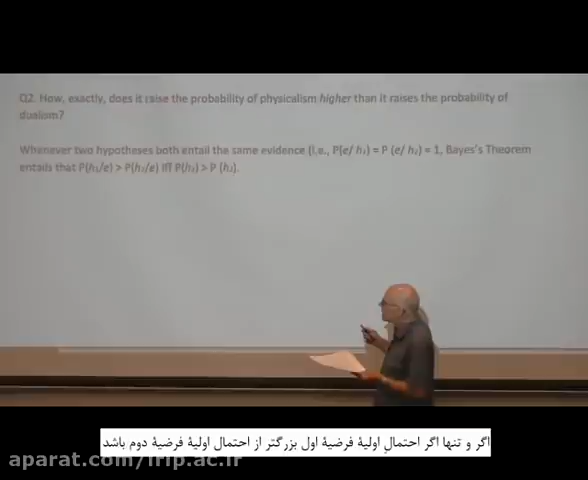 Q2. How, exactly, does it raise the probability of physicalism higher than it raises the probability of
dualism?
Whenever two hypotheses both entail the same evidence (i.e., P(e/ h₁) = P (e/ h₂) = 1, Bayes's Theorem
entails that P(h₁/e) > P(h₂/e) iff P(h₁) > P (h₂).
اگر و تنها اگر احتمالِ اولیهٔ فرضیهٔ اول بزرگتر از احتمال اولیهٔ فرضیهٔ دوم باشد
aparat.com/irip.ac.ir